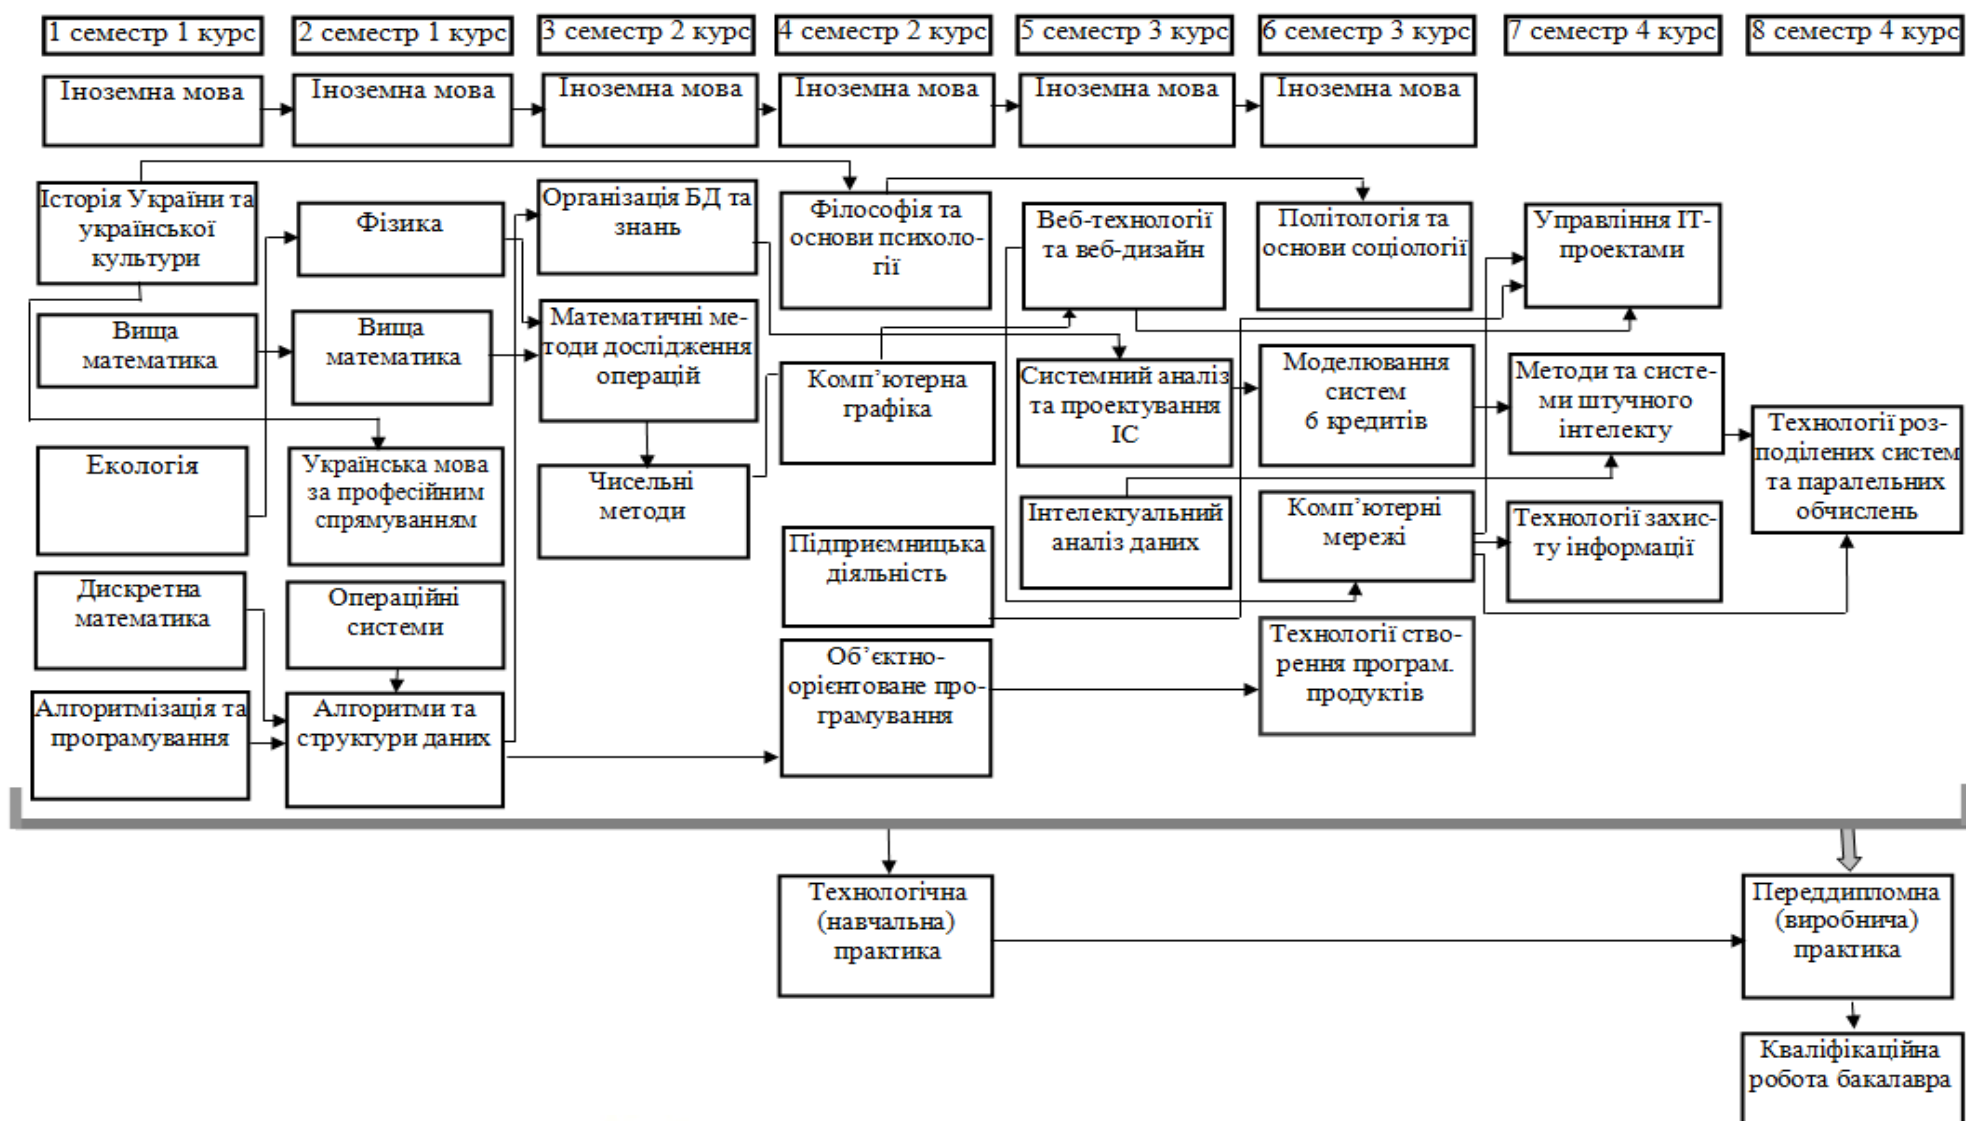 1 семестр 1 курс
2 семестр 1 курс
3 семестр 2 курс
4 семестр 2 курс
5 семестр 3 курс
6 семестр 3 курс
7 семестр 4 курс
8 семестр 4 курс
Іноземна мова
Іноземна мова
Іноземна мова
Іноземна мова
Іноземна мова
Іноземна мова
Історія України та
української
культури
Фізика
Організація БД та
знань
Філософія та
основи психоло-
гії
Веб-технології
та веб-дизайн
Політологія та
основи соціології
Управління ІТ-
проектами
Вища
математика
Вища
математика
Математичні ме-
тоди дослідження
операцій
Комп’ютерна
графіка
Системний аналіз
та проектування
ІС
Моделювання
систем
6 кредитів
Методи та систе-
ми штучного
інтелекту
Технології роз-
поділених систем
та паралельних
обчислень
Екологія
Українська мова
за професійним
спрямуванням
Чисельні
методи
Підприємницька
діяльність
Інтелектуальний
аналіз даних
Комп’ютерні
мережі
Технології захис-
ту інформації
Дискретна
математика
Операційні
системи
Об’єктно-
орієнтоване про-
грамування
Технології ство-
рення програм.
продуктів
Алгоритмізація та
програмування
Алгоритми та
структури даних
Технологічна
(навчальна)
практика
Переддипломна
(виробнича)
практика
Кваліфікаційна
робота бакалавра